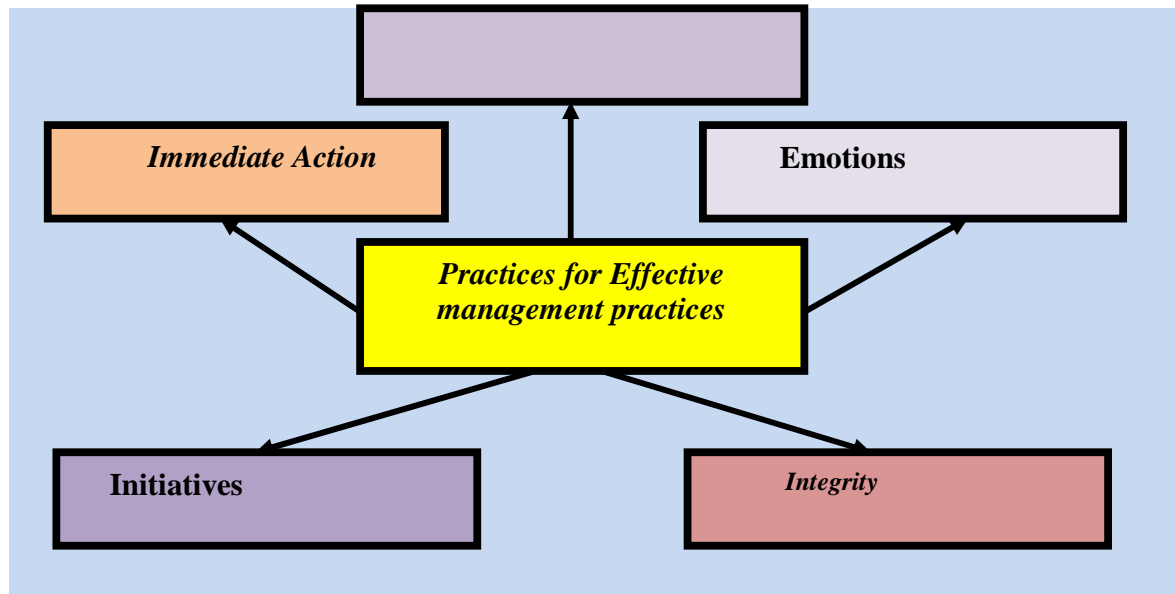 Immediate Action
Emotions
Practices for Effective
management practices
Initiatives
Integrity